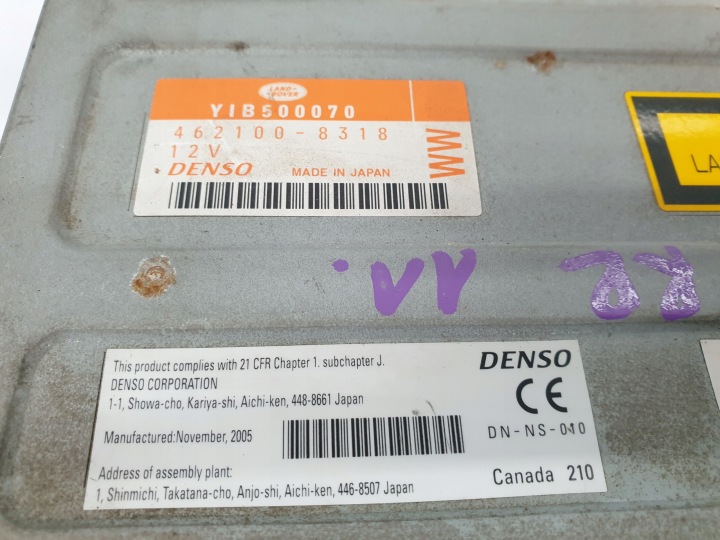 LAND-
ROVER
YIB500070
462100-8318
12V
DENSO MADE IN JAPAN
WW
This product complies with 21 CFR Chapter 1. subchapter J.
DENSO CORPORATION
1-1, Showa-cho, Kariya-shi, Aichi-ken, 448-8661 Japan
Manufactured:November, 2005
Address of assembly plant:
1, Shinmichi, Takatana-cho, Anjo-shi, Aichi-ken, 446-8507 Japan
DENSO
CE
DN-NS-010
Canada 210